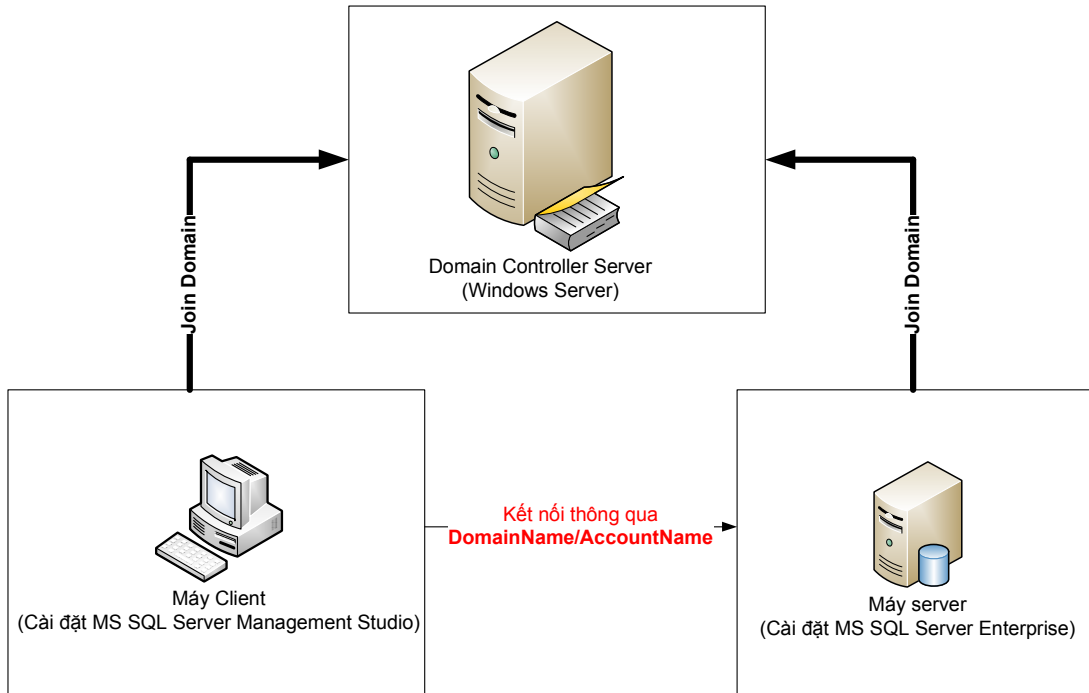 Domain Controller Server
(Windows Server)
Join Domain
Join Domain
Kết nối thông qua
DomainName/AccountName
Máy Client
(Cài đặt MS SQL Server Management Studio)
Máy server
(Cài đặt MS SQL Server Enterprise)